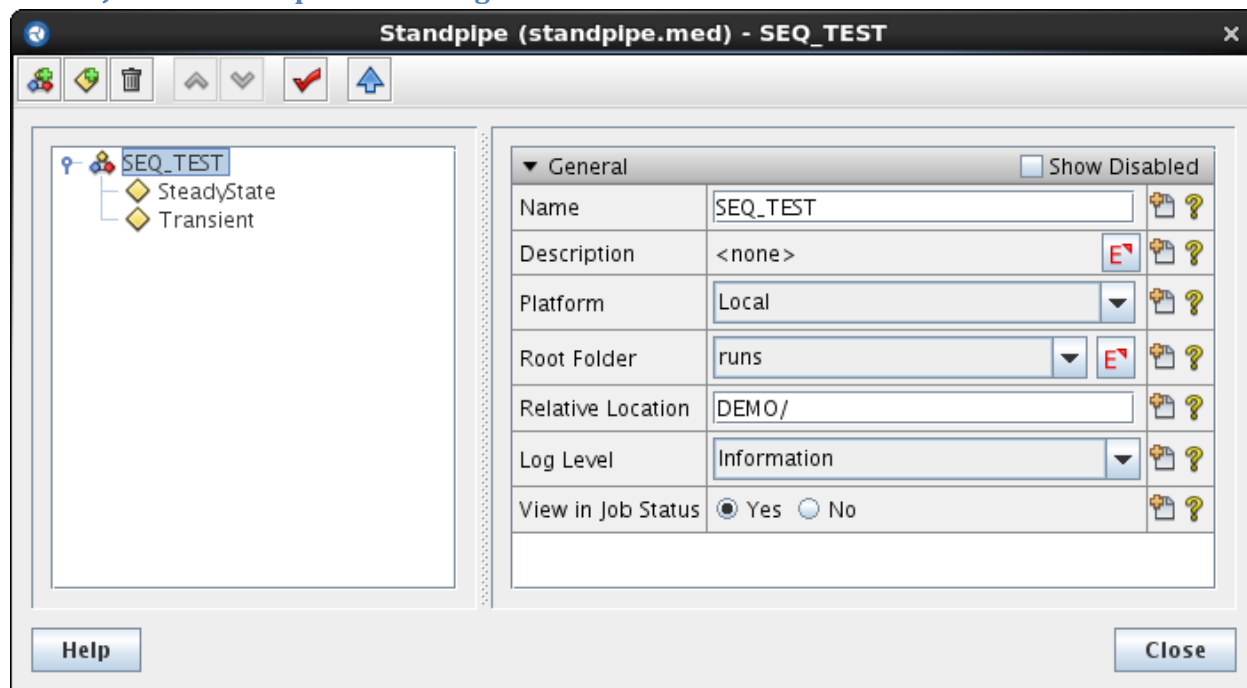 Standpipe (standpipe.med) - SEQ_TEST
SEQ_TEST
SteadyState
Transient
General
Show Disabled
Name
SEQ_TEST
Description
<none>
E
Platform
Local
Root Folder
runs
E
Relative Location
DEMO/
Log Level
Information
View in Job Status
Yes
No
Help
Close